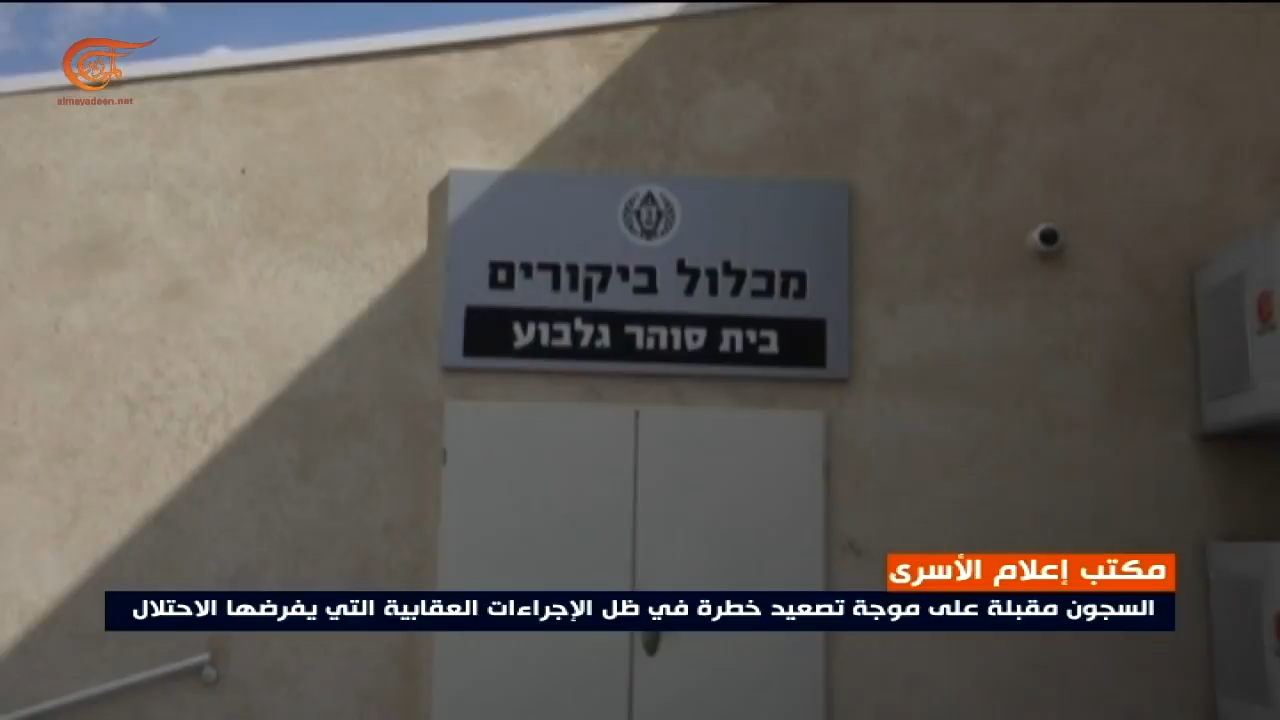 almayadeen.net
מכלול ביקורים
בית סוהר גלבוע
مكتب إعلام الأسرى
السجون مقبلة على موجة تصعيد خطرة في ظل الإجراءات العقابية التي يفرضها الاحتلال